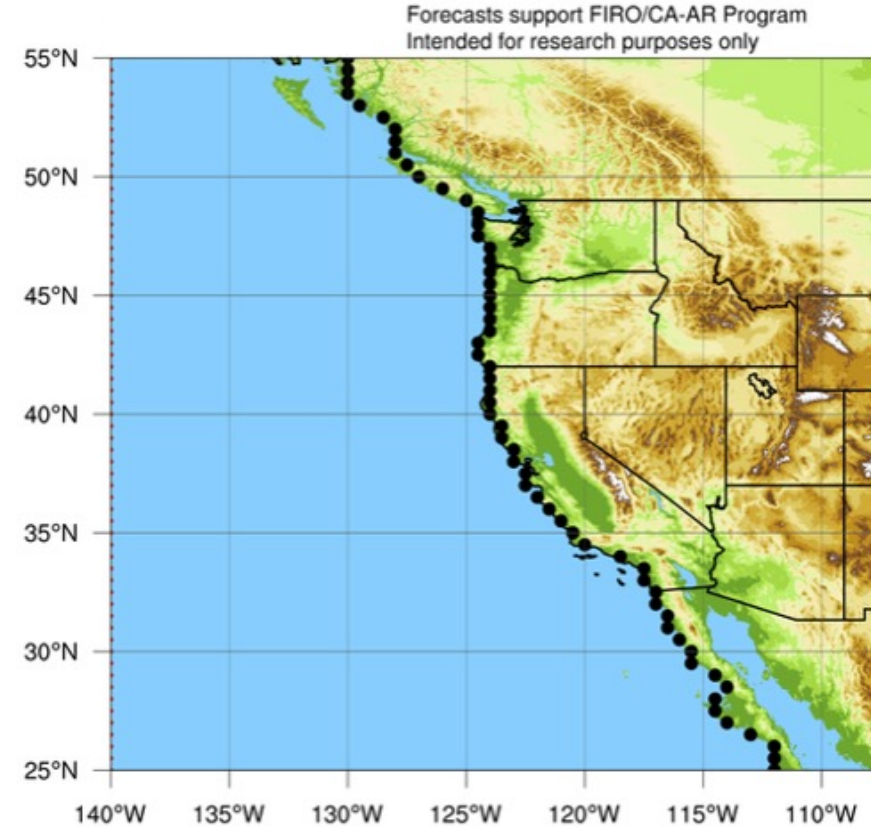 Forecasts support FIRO/CA-AR Program
Intended for research purposes only
55°N
50°N
45°N
40°N
35°N
30°N
25°N
140°W 135°W 130°W 125°W 120°W 115°W 110°W